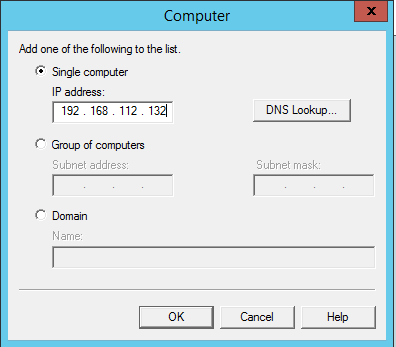 Computer
x
Add one of the following to the list.
Single computer
IP address:
192 . 168 . 112 . 132
DNS Lookup...
Group of computers
Subnet address: Subnet mask:
. . . . . .
Domain
Name:
OK Cancel Help